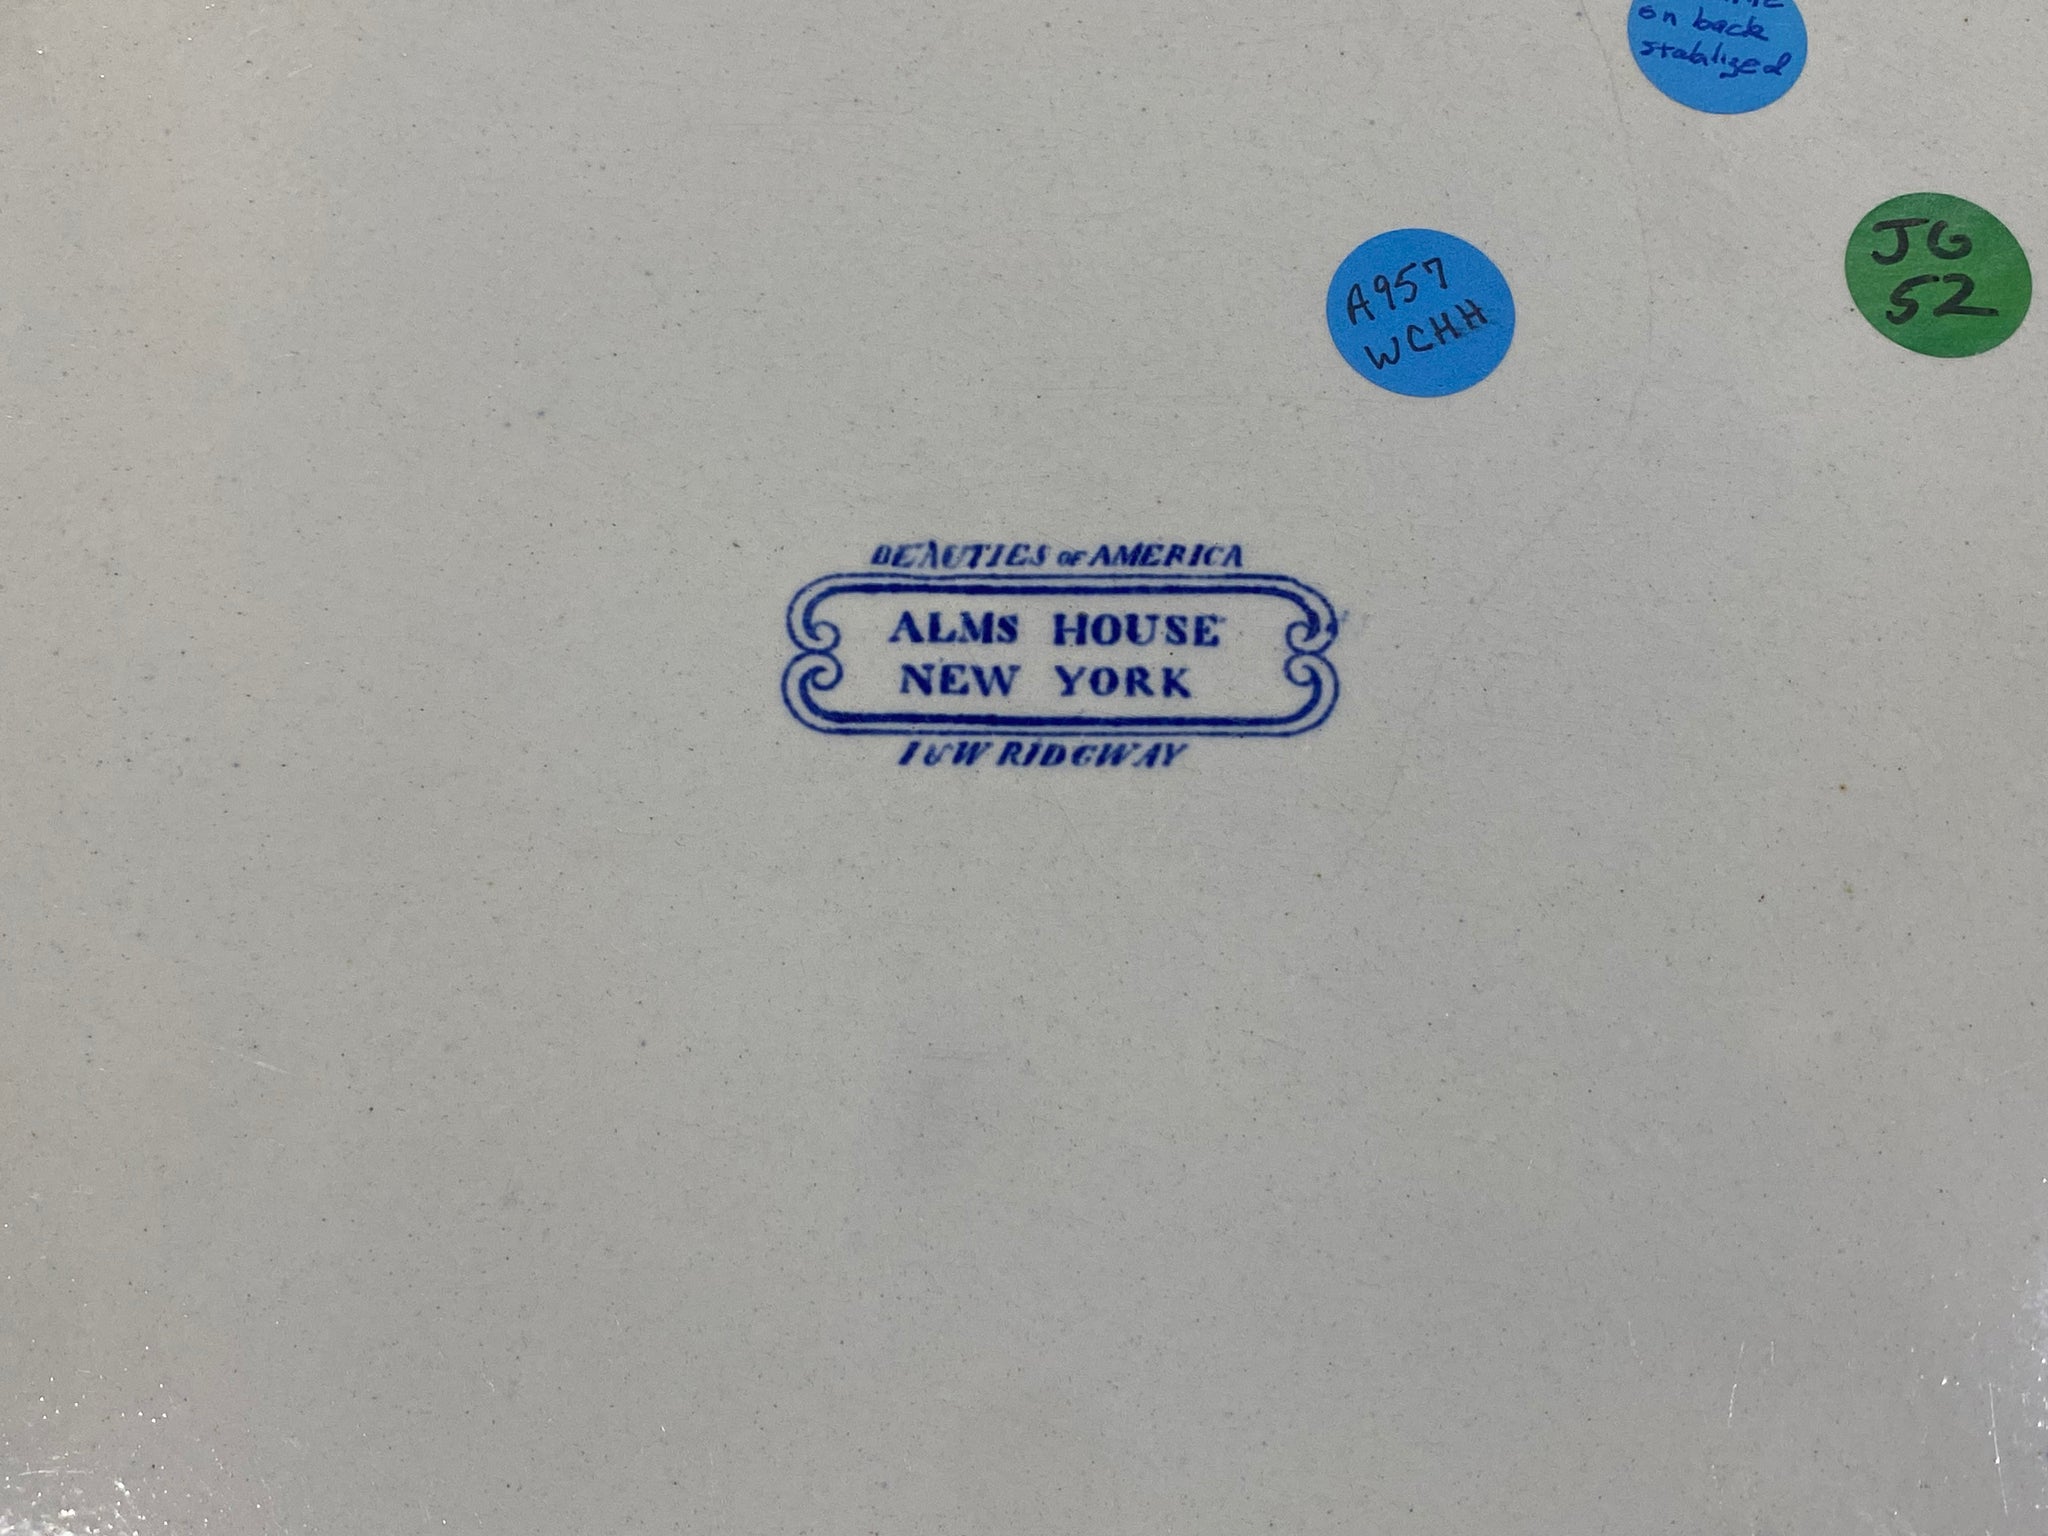 on back
stabilized
A957
WCHH
JG
52
BEAUTIES OF AMERICA
ALMS HOUSE
NEW YORK
I&W RIDGWAY